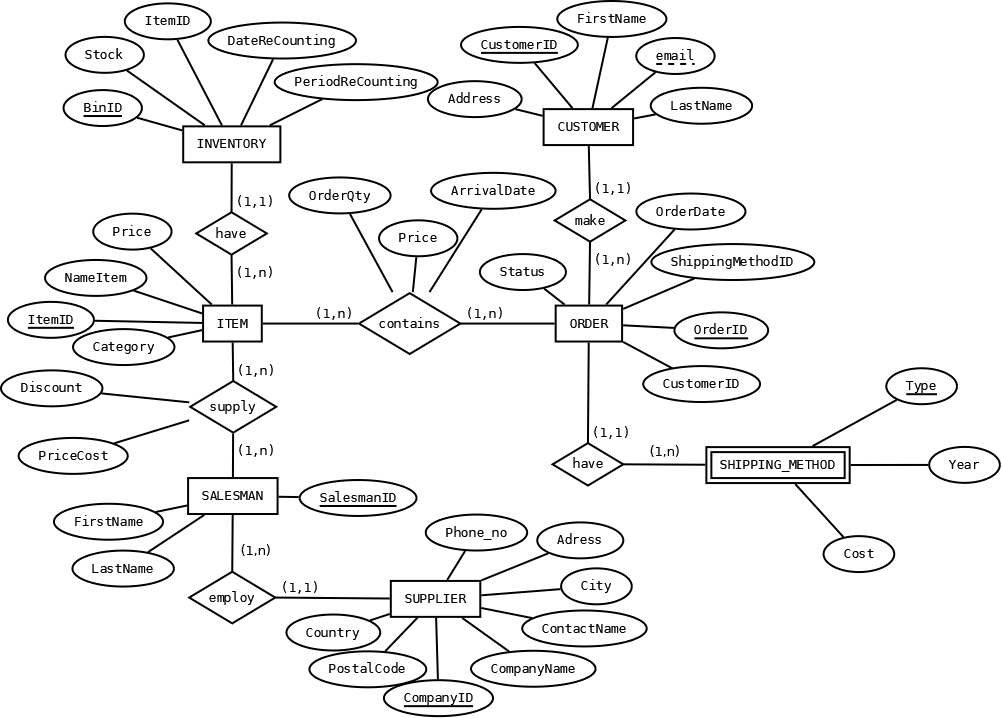 ItemID
FirstName
DateReCounting
CustomerID
Stock
email
PeriodReCounting
Address
LastName
BinID
CUSTOMER
INVENTORY
(1,1)
ArrivalDate
OrderQty
(1,1)
OrderDate
make
Price
have
Price
(1,n)
ShippingMethodID
(1,n)
Status
NameItem
(1,n)
(1,n)
ItemID
ITEM
contains
ORDER
OrderID
Category
(1,n)
CustomerID
Type
Discount
supply
(1,1)
(1,n)
(1,n)
PriceCost
have
SHIPPING_METHOD
Year
SALESMAN
SalesmanID
FirstName
Phone_no
Adress
(1,n)
Cost
LastName
(1,1)
City
employ
SUPPLIER
ContactName
Country
PostalCode
CompanyName
CompanyID